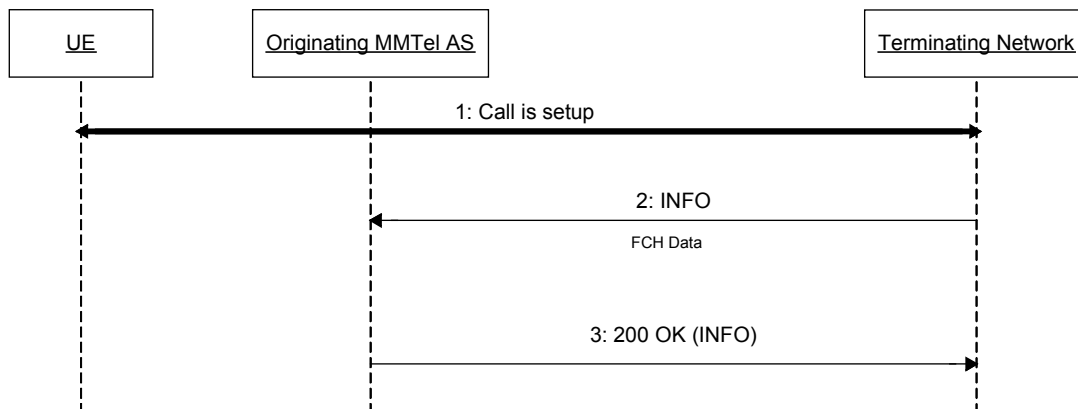 UE
Originating MMTel AS
Terminating Network
1: Call is setup
2: INFO
FCH Data
3: 200 OK (INFO)